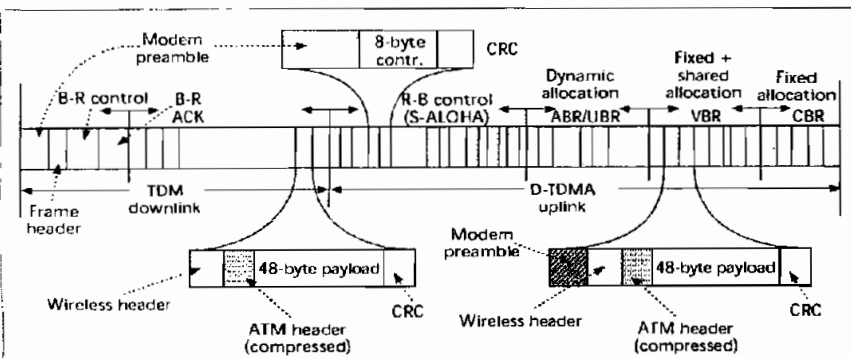 Modem
preamble
8-byte
contr.
CRC
B-R control
B-R
ACK
R-B control
(S-ALOHA)
Dynamic
allocation
ABR/UBR
Fixed +
shared
allocation
VBR
Fixed
allocation
CBR
TDM
downlink
D-TDMA
uplink
Frame
header
48-byte payload
Wireless header
ATM header
(compressed)
CRC
Modem
preamble
48-byte payload
Wireless header
ATM header
(compressed)
CRC